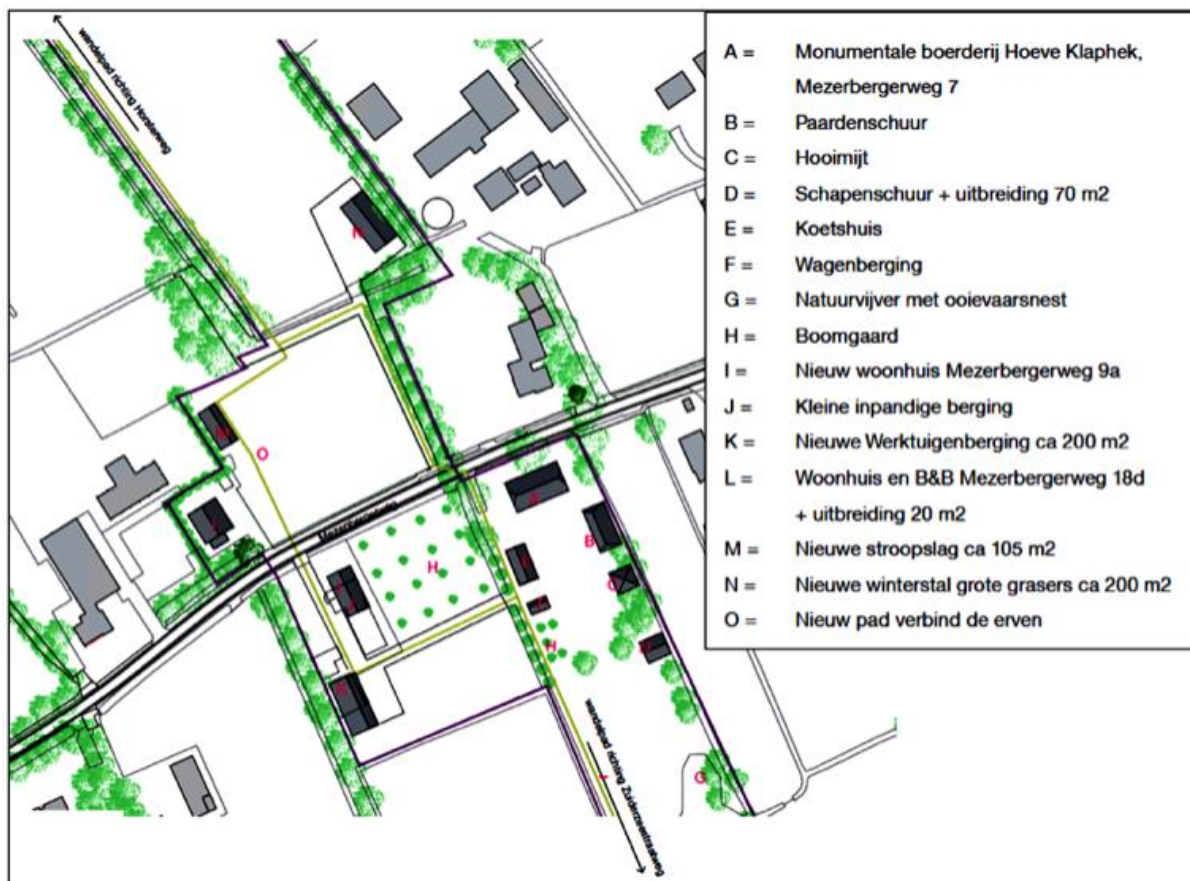 wandelpad richting Horsterweg
A = Monumentale boerderij Hoeve Klaphek,
Mezerbergerweg 7
B = Paardenschuur
C = Hooimijt
D = Schapenschuur + uitbreiding 70 m2
E = Koetshuis
F = Wagenberging
G = Natuurvijver met ooievaarsnest
H = Boomgaard
I = Nieuw woonhuis Mezerbergerweg 9a
J = Kleine inpandige berging
K = Nieuwe Werktuigenberging ca 200 m2
L = Woonhuis en B&B Mezerbergerweg 18d
+ uitbreiding 20 m2
M = Nieuwe stroopslag ca 105 m2
N = Nieuwe winterstal grote grasers ca 200 m2
O = Nieuw pad verbind de erven
N
M
O
A
B
H
C
K
H
D
G
wandelpad richting Zuiderzeestraatweg